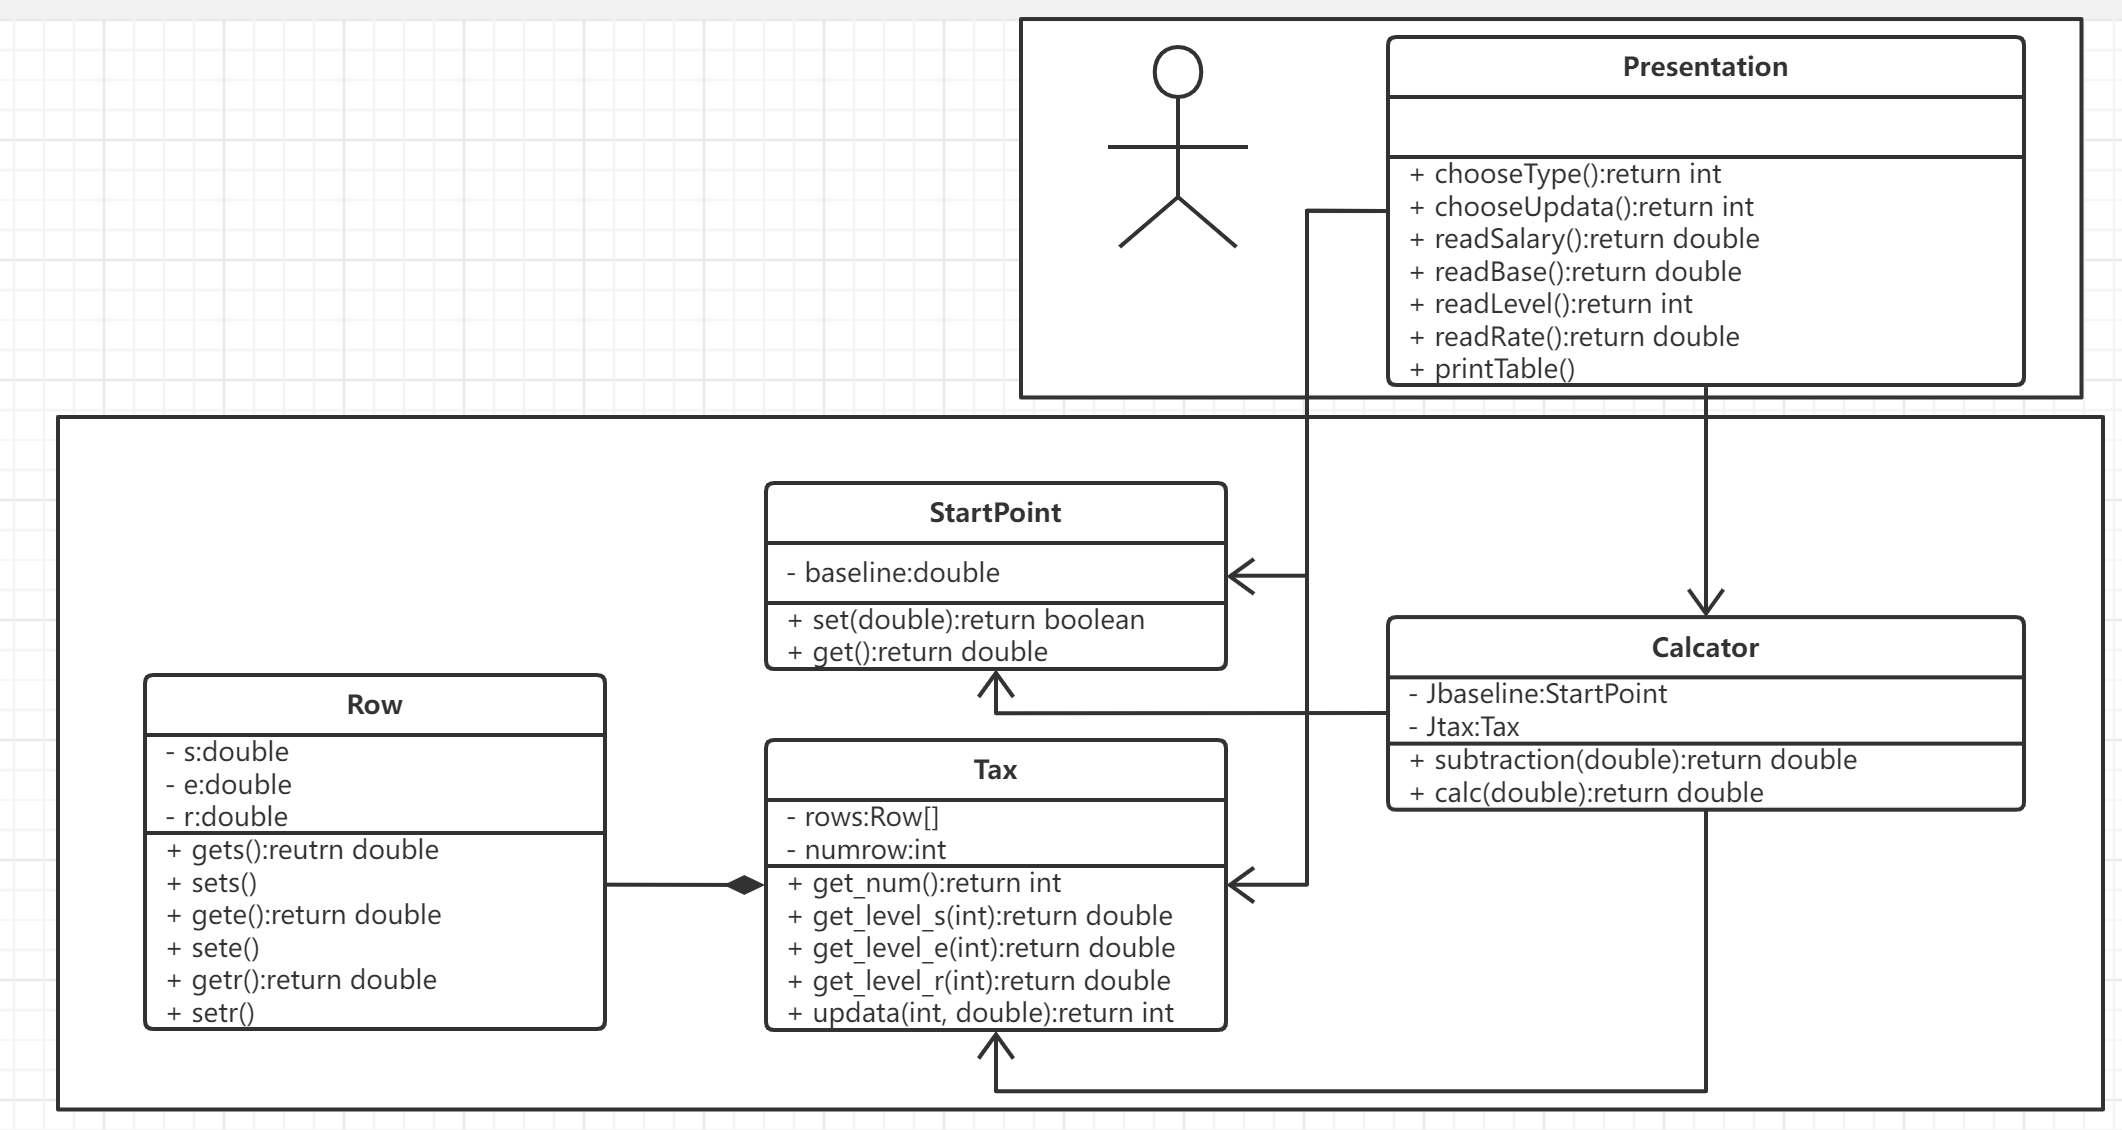 Presentation
+ chooseType():return int
+ chooseUpdata():return int
+ readSalary():return double
+ readBase():return double
+ readLevel():return int
+ readRate():return double
+ printTable()
StartPoint
- baseline:double
+ set(double):return boolean
+ get():return double
Row
- s:double
- e:double
- r:double
+ gets():reutrn double
+ sets()
+ gete():return double
+ sete()
+ getr():return double
+ setr()
Tax
- rows:Row[]
- numrow:int
+ get_num():return int
+ get_level_s(int):return double
+ get_level_e(int):return double
+ get_level_r(int):return double
+ updata(int, double):return int
Calcator
- Jbaseline:StartPoint
- Jtax:Tax
+ subtraction(double):return double
+ calc(double):return double